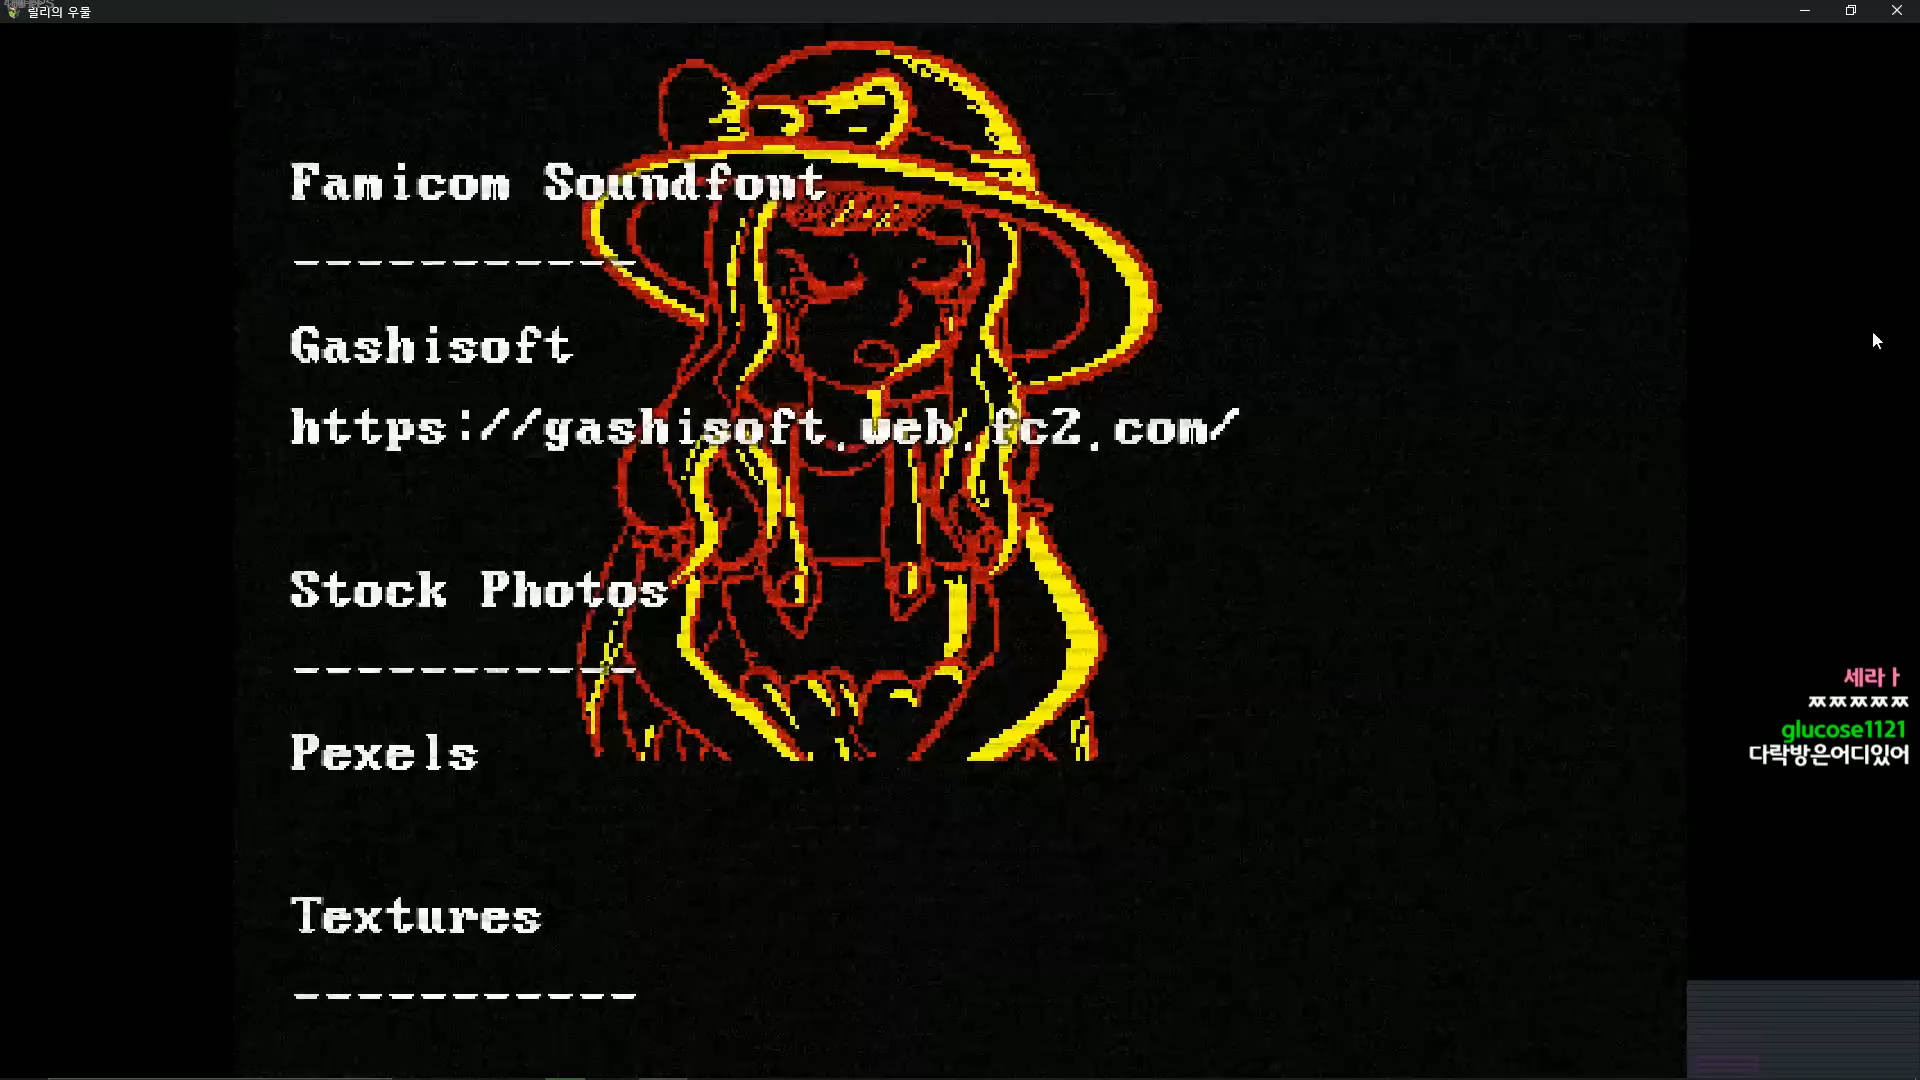 릴리의 우물
Famicom Soundfont
-----------
Gashisoft
https://gashisoft.web.fc2.com/
Stock Photos
-----------
Pexels
Textures
-----------
세라ㅏ
ㅉㅉㅉㅉㅉ
glucose1121
다락방은어디있어